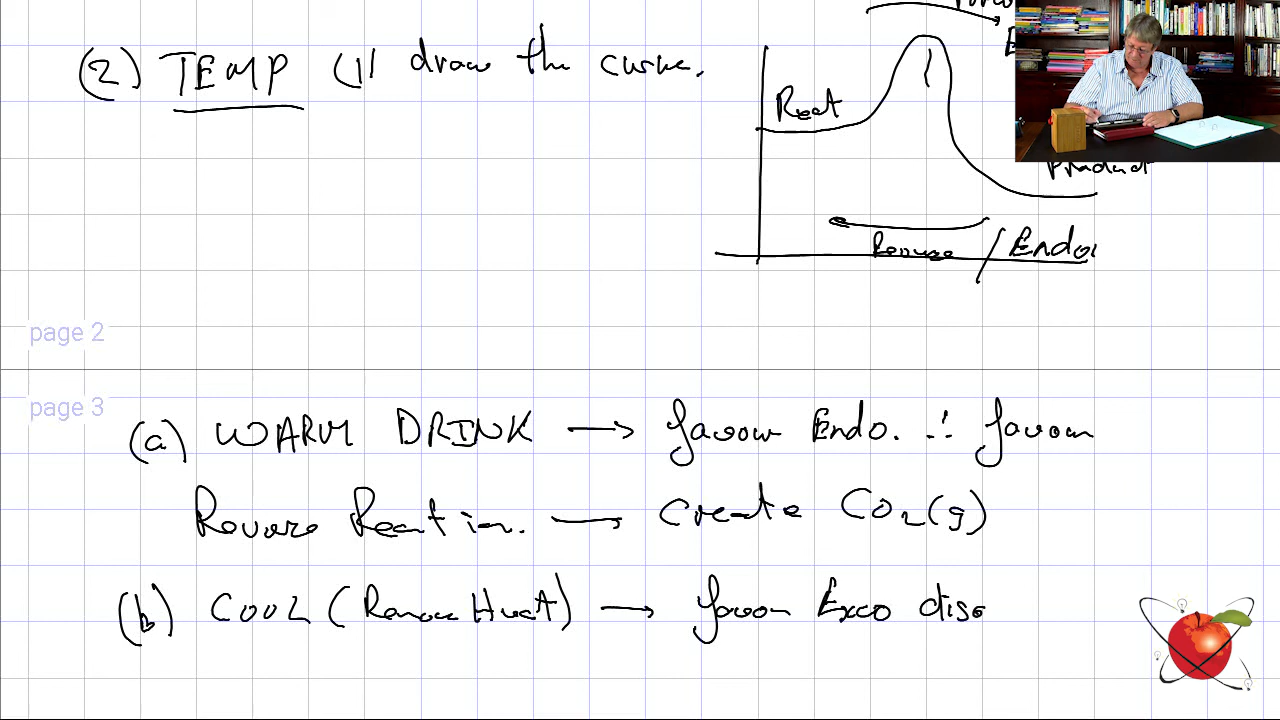 (2) TEMP (1) draw the curve.
React
Product
Reverse / Endo
page 2
page 3
(a) WARM DRINK → favour Endo. ∴ favour
Reverse Reaction. → Create CO₂(g)
(b) COOL (Remove Heat) → favour Exo diss